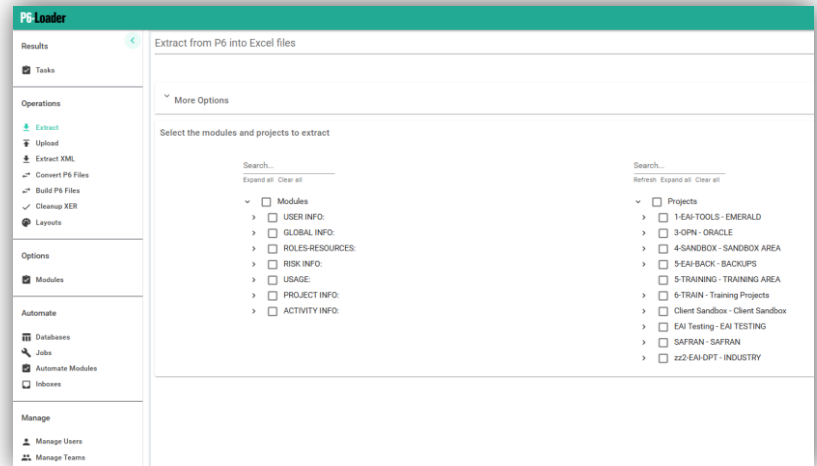 P6-Loader
Results
Tasks
Operations
Extract
Upload
Extract XML
Convert P6 Files
Build P6 Files
Cleanup XER
Layouts
Options
Modules
Automate
Databases
Jobs
Automate Modules
Inboxes
Manage
Manage Users
Manage Teams
Extract from P6 into Excel files
More Options
Select the modules and projects to extract
Search...
Expand all Clear all
Modules
USER INFO:
GLOBAL INFO:
ROLES-RESOURCES:
RISK INFO:
USAGE:
PROJECT INFO:
ACTIVITY INFO:
Search...
Refresh Expand all Clear all
Projects
1-EAI-TOOLS - EMERALD
3-OPN - ORACLE
4-SANDBOX - SANDBOX AREA
5-EAI-BACK - BACKUPS
5-TRAINING - TRAINING AREA
6-TRAIN - Training Projects
Client Sandbox - Client Sandbox
EAI Testing - EAI TESTING
SAFRAN - SAFRAN
zz2-EAI-DPT - INDUSTRY